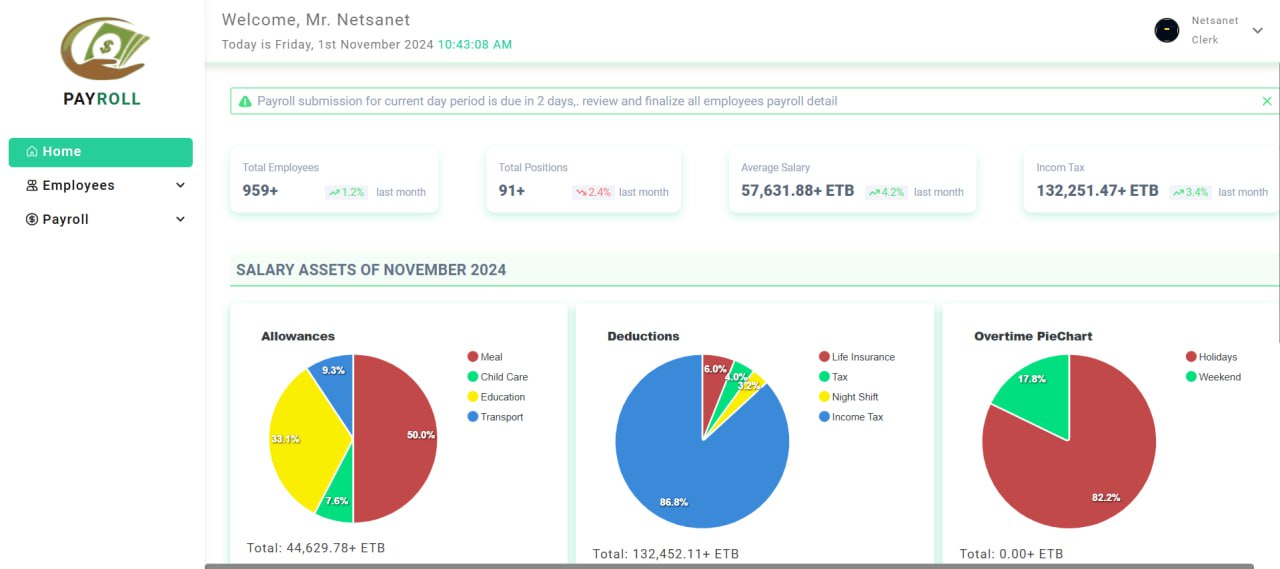 PAYROLL
Home
Employees
Payroll
Welcome, Mr. Netsanet
Today is Friday, 1st November 2024 10:43:08 AM
Netsanet
Clerk
Payroll submission for current day period is due in 2 days,. review and finalize all employees payroll detail
Total Employees
959+ 1.2% last month
Total Positions
91+ 2.4% last month
Average Salary
57,631.88+ ETB 4.2% last month
Incom Tax
132,251.47+ ETB 3.4% last month
SALARY ASSETS OF NOVEMBER 2024
Allowances
9.3%
33.1%
50.0%
7.6%
Meal
Child Care
Education
Transport
Total: 44,629.78+ ETB
Deductions
6.0%
4.0%
3.2%
86.8%
Life Insurance
Tax
Night Shift
Income Tax
Total: 132,452.11+ ETB
Overtime PieChart
17.8%
82.2%
Holidays
Weekend
Total: 0.00+ ETB